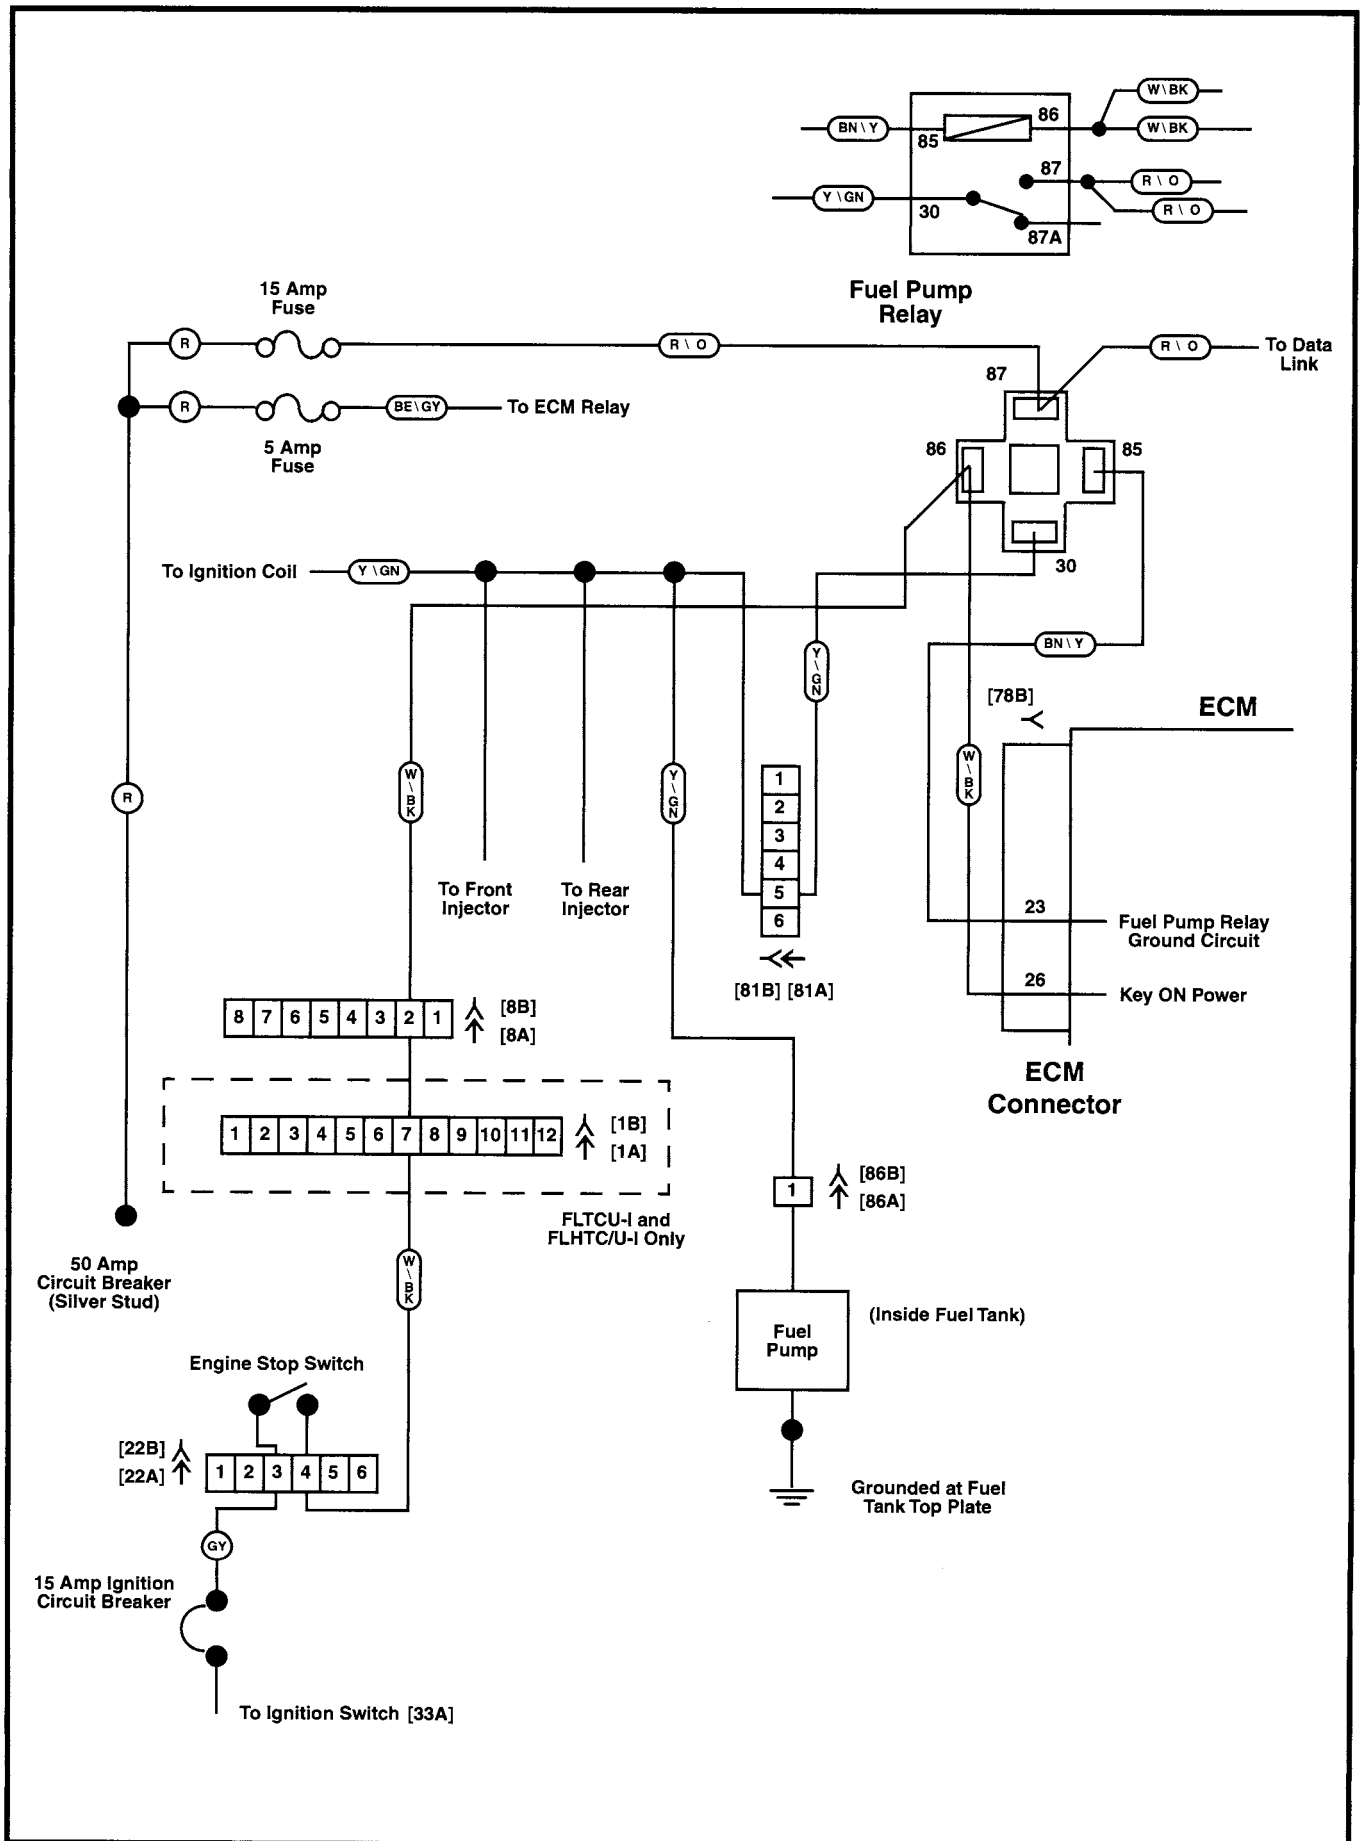 W\BK
BN\Y
85
86
W\BK
87
R\O
Y\GN
30
R\O
87A
Fuel Pump
Relay
15 Amp
Fuse
R
R\O
R\O
To Data
Link
87
R
BE\GY
To ECM Relay
5 Amp
Fuse
86
85
To Ignition Coil
Y\GN
30
Y\GN
BN\Y
[78B]
ECM
R
W\BK
Y\GN
W\BK
1
2
3
4
5
6
To Front
Injector
To Rear
Injector
23
Fuel Pump Relay
Ground Circuit
[81B] [81A]
26
Key ON Power
8 7 6 5 4 3 2 1
[8B]
[8A]
ECM
Connector
1 2 3 4 5 6 7 8 9 10 11 12
[1B]
[1A]
1
[86B]
[86A]
FLTCU-I and
FLHTC/U-I Only
50 Amp
Circuit Breaker
(Silver Stud)
W\BK
Fuel
Pump
(Inside Fuel Tank)
Engine Stop Switch
[22B]
[22A]
1 2 3 4 5 6
Grounded at Fuel
Tank Top Plate
GY
15 Amp Ignition
Circuit Breaker
To Ignition Switch [33A]